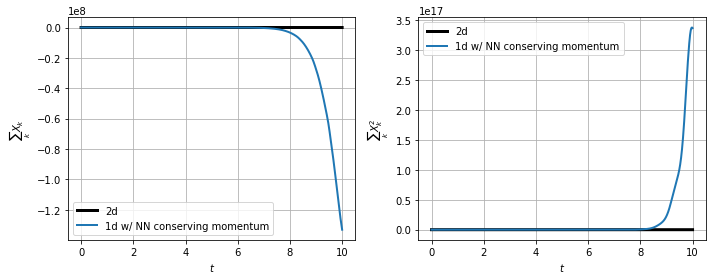 1e8
0.0
−0.2
−0.4
−0.6
−0.8
−1.0
−1.2
∑ₖ Xₖ
2d
1d w/ NN conserving momentum
0 2 4 6 8 10
t
1e17
3.5
3.0
2.5
2.0
1.5
1.0
0.5
0.0
∑ₖ Xₖ²
2d
1d w/ NN conserving momentum
0 2 4 6 8 10
t